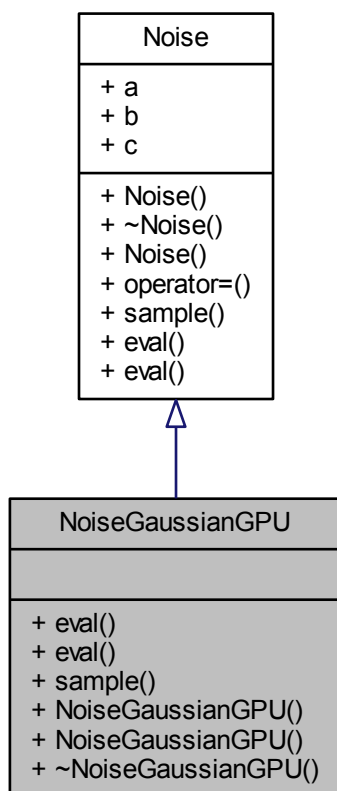 Noise
+ a
+ b
+ c
+ Noise()
+ ~Noise()
+ Noise()
+ operator=()
+ sample()
+ eval()
+ eval()
NoiseGaussianGPU
+ eval()
+ eval()
+ sample()
+ NoiseGaussianGPU()
+ NoiseGaussianGPU()
+ ~NoiseGaussianGPU()